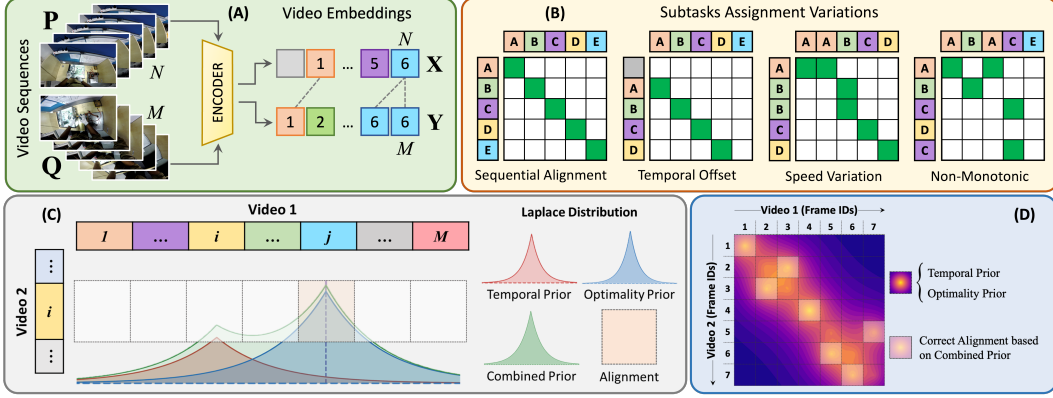 (A) Video Embeddings
Video Sequences
P
N
M
Q
ENCODER
N
1 ... 5 6 X
1 2 ... 6 6 Y
M
(B) Subtasks Assignment Variations
A B C D E
A
B
C
D
E
Sequential Alignment
A B C D E
A
B
C
D
Temporal Offset
A A B C D
A
B
B
C
D
Speed Variation
A B A C E
A
B
C
D
C
Non-Monotonic
(C) Video 1
1 ... i ... j ... M
Video 2
...
i
...
Laplace Distribution
Temporal Prior
Optimality Prior
Combined Prior
Alignment
(D)
Video 1 (Frame IDs)
1 2 3 4 5 6 7
Video 2 (Frame IDs)
1
2
3
4
5
6
7
Temporal Prior
Optimality Prior
Correct Alignment based
on Combined Prior